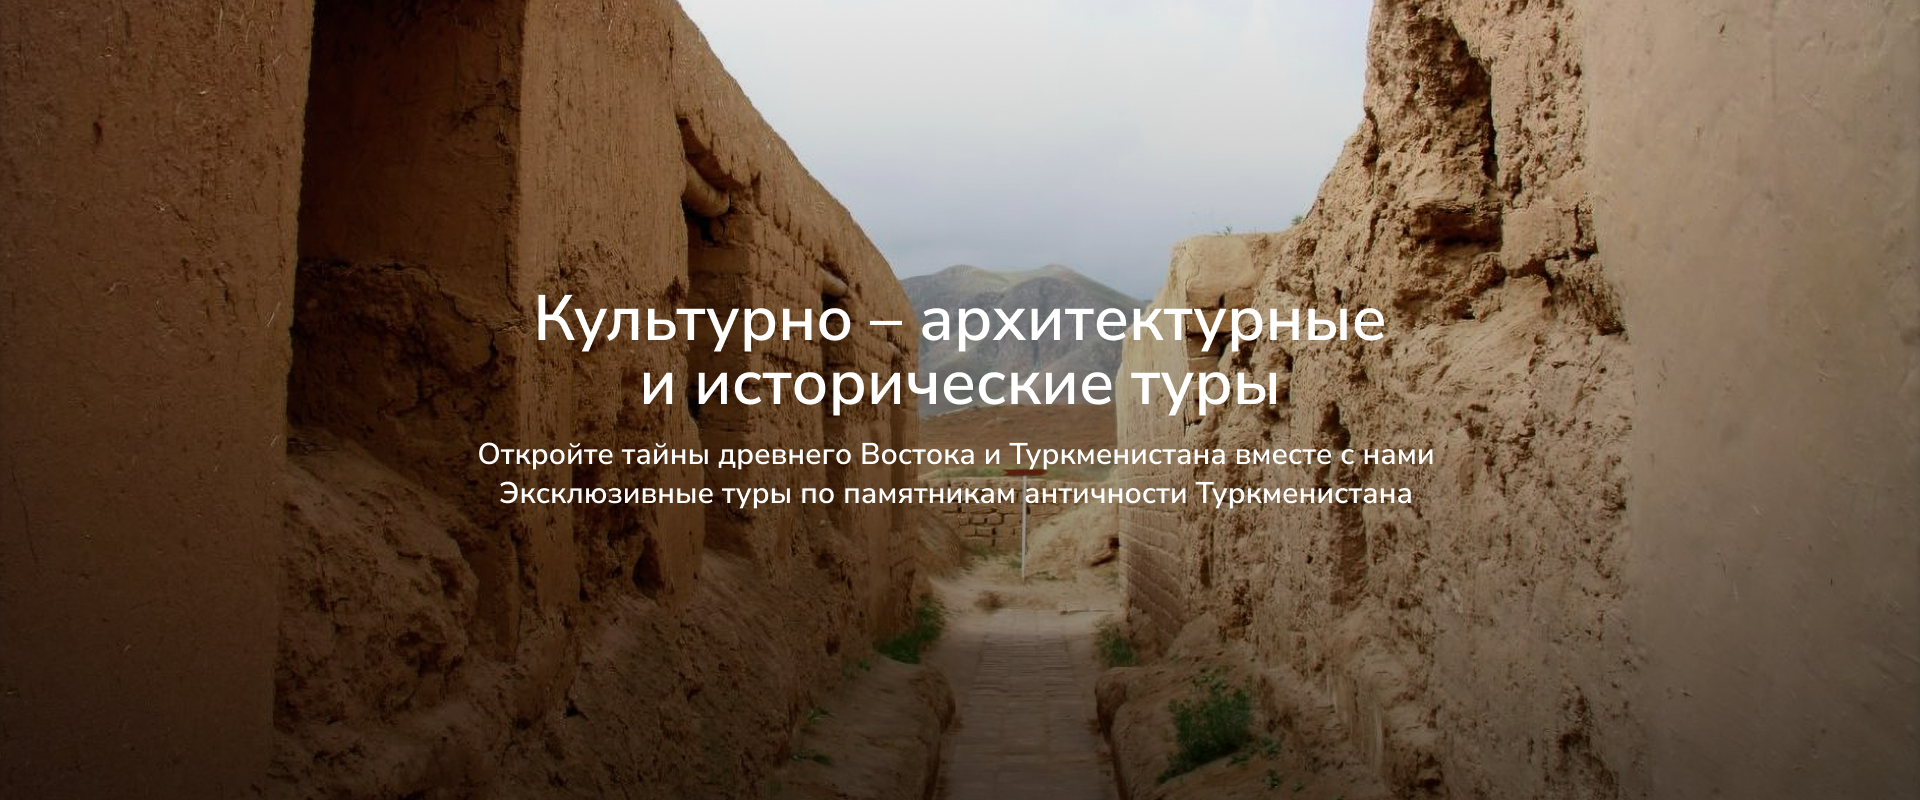 Культурно – архитектурные
и исторические туры
Откройте тайны древнего Востока и Туркменистана вместе с нами
Эксклюзивные туры по памятникам античности Туркменистана